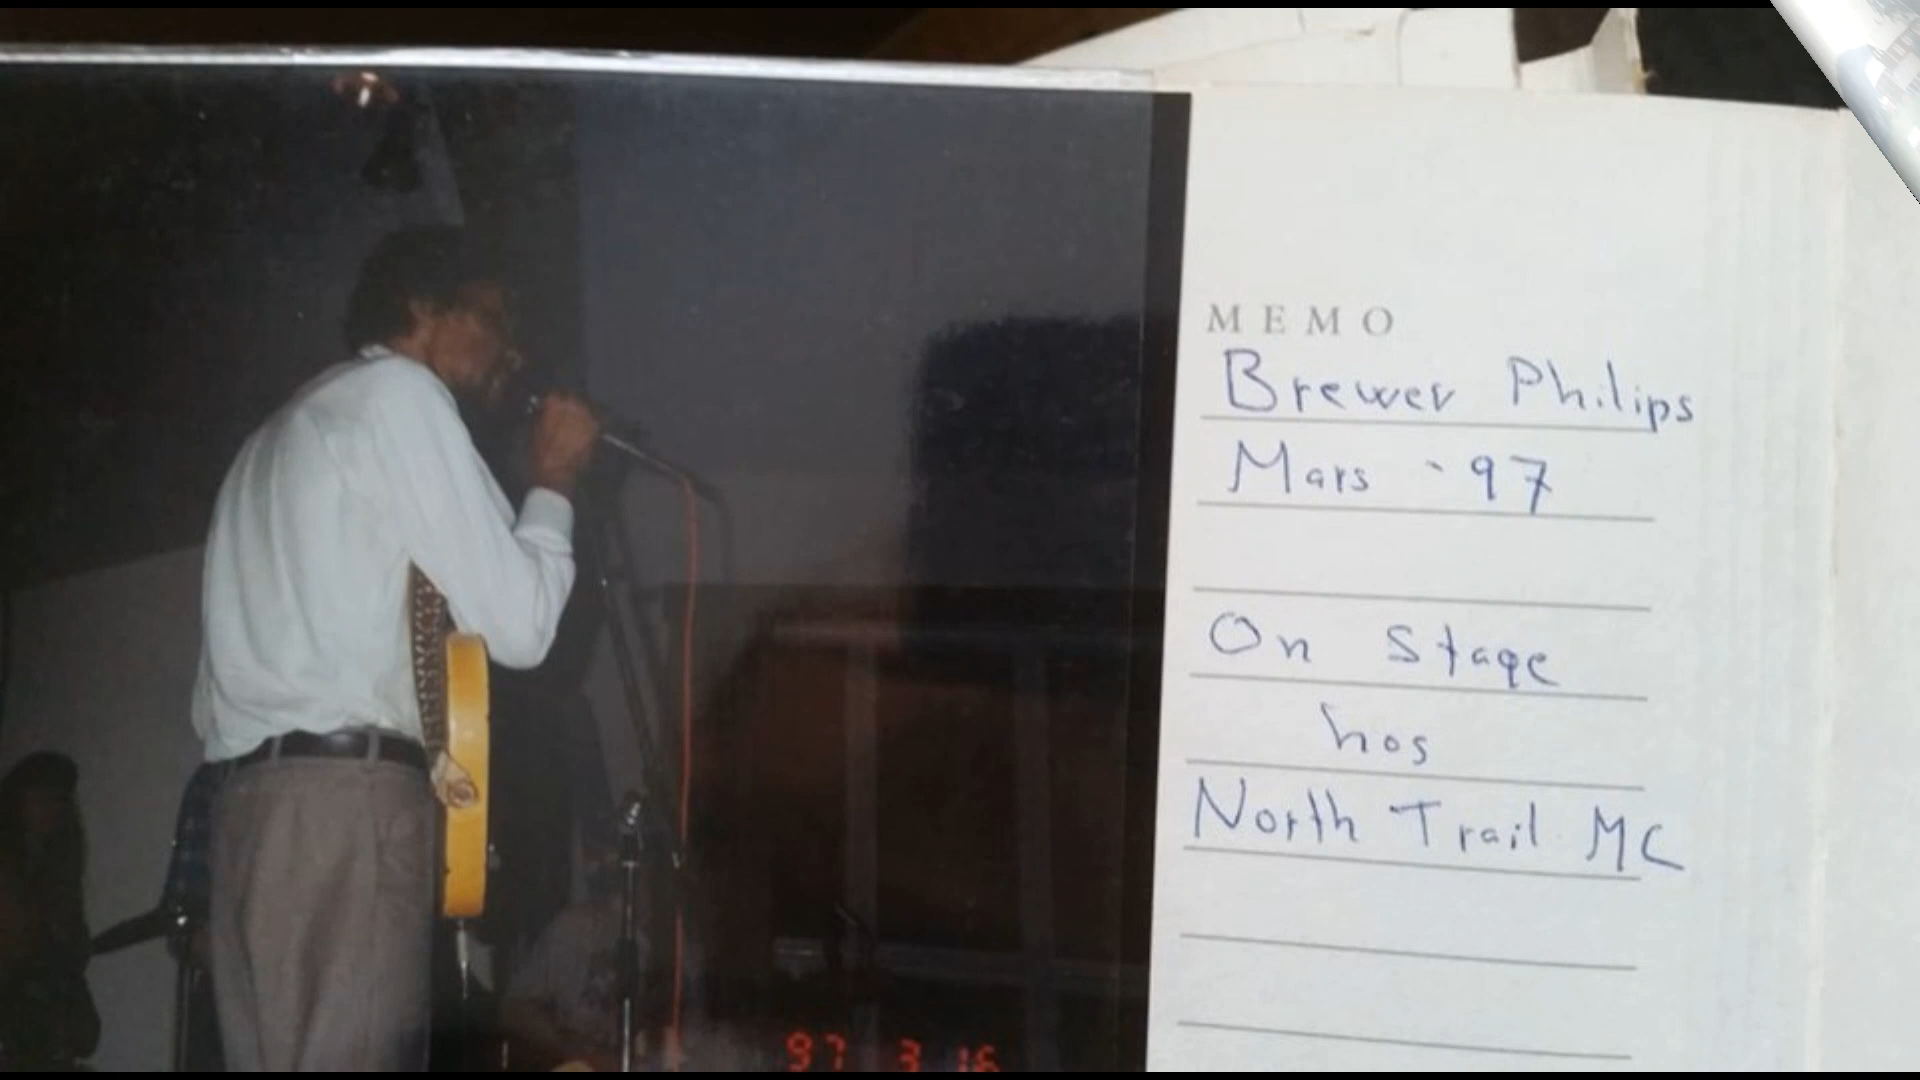 MEMO
Brewer Philips
Mars -97
On Stage
hos
North Trail MC
97 3 16